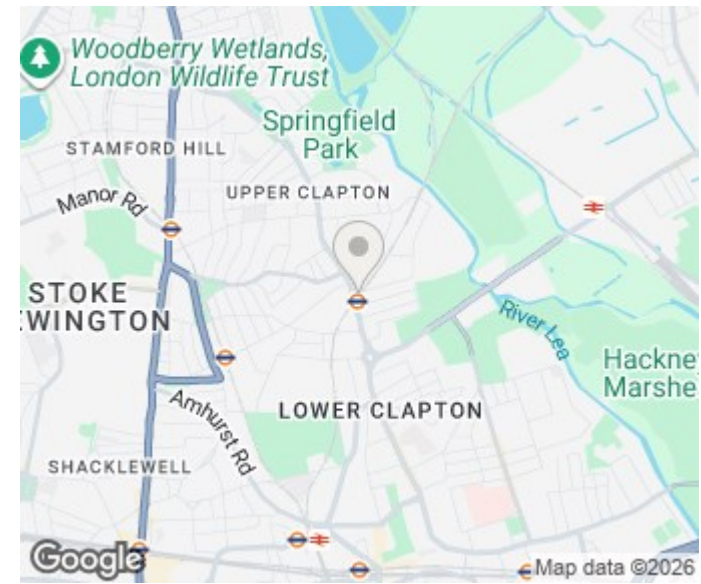 Woodberry Wetlands,
London Wildlife Trust
Springfield
Park
STAMFORD HILL
UPPER CLAPTON
Manor Rd
STOKE
EWINGTON
River Lea
Hackney
Marshe
Amhurst Rd
LOWER CLAPTON
SHACKLEWELL
Google
Map data ©2026